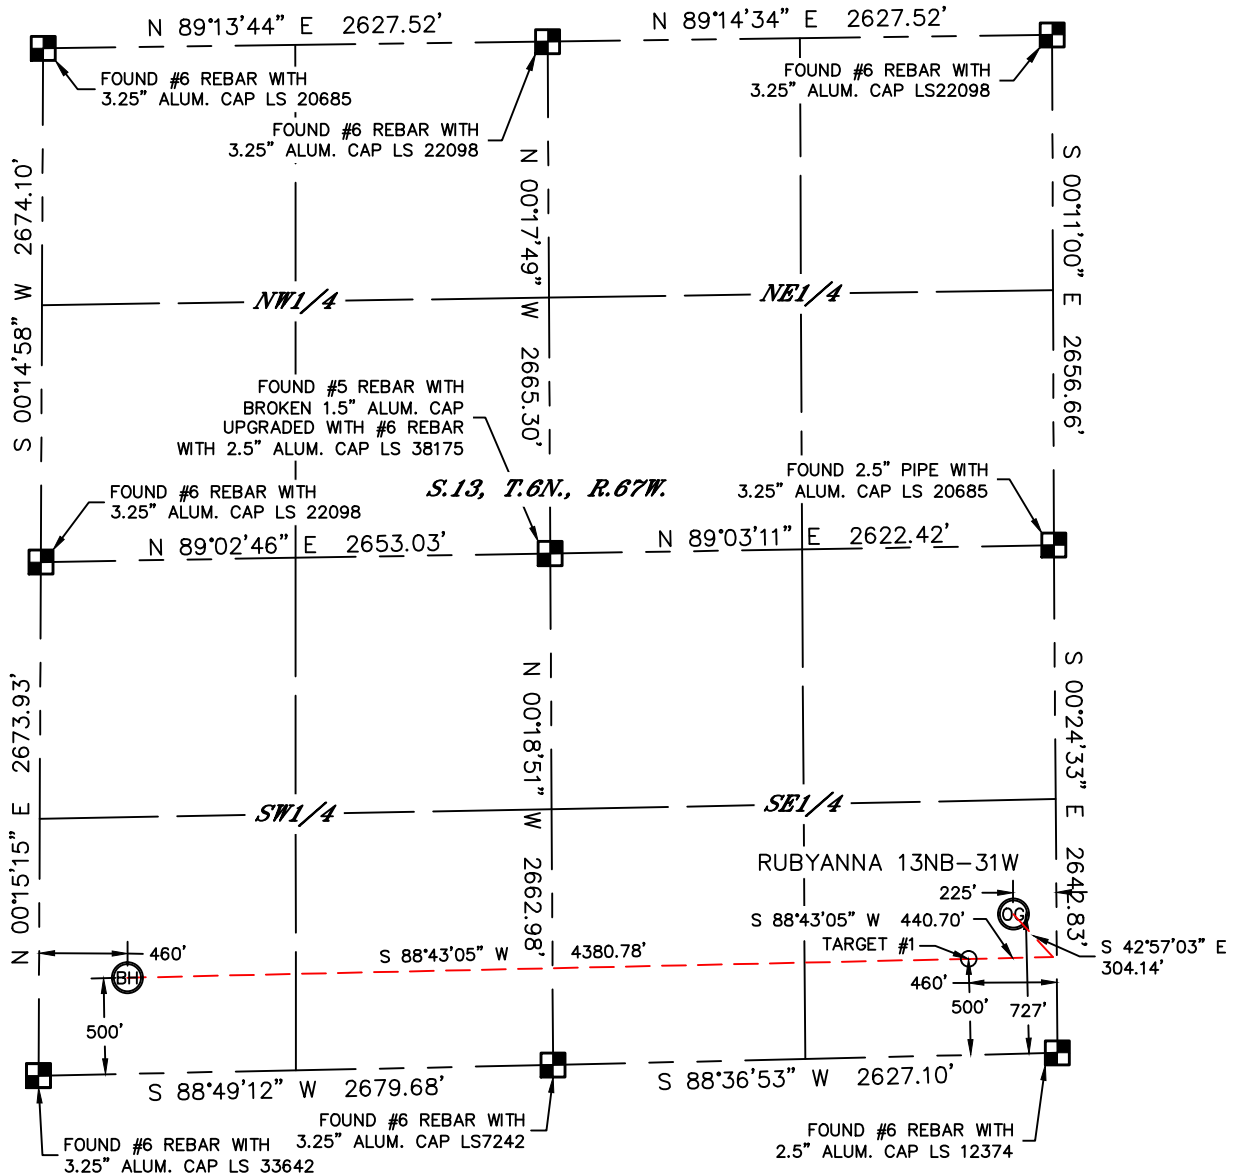 N 89°13'44" E 2627.52'
N 89°14'34" E 2627.52'
FOUND #6 REBAR WITH
3.25" ALUM. CAP LS 20685
FOUND #6 REBAR WITH
3.25" ALUM. CAP LS22098
FOUND #6 REBAR WITH
3.25" ALUM. CAP LS 22098
S 00°14'58" W 2674.10'
N 00°17'49" W 2665.30'
S 00°11'00" E 2656.66'
NW1/4
NE1/4
FOUND #5 REBAR WITH
BROKEN 1.5" ALUM. CAP
UPGRADED WITH #6 REBAR
WITH 2.5" ALUM. CAP LS 38175
S.13, T.6N., R.67W.
FOUND 2.5" PIPE WITH
3.25" ALUM. CAP LS 20685
FOUND #6 REBAR WITH
3.25" ALUM. CAP LS 22098
N 89°02'46" E 2653.03'
N 89°03'11" E 2622.42'
N 00°15'15" E 2673.93'
N 00°18'51" W 2662.98'
S 00°24'33" E 2642.83'
SW1/4
SE1/4
RUBYANNA 13NB-31W
225'
OG
S 88°43'05" W 440.70'
TARGET #1
S 42°57'03" E
304.14'
460'
S 88°43'05" W 4380.78'
BH
460'
500'
500'
727'
S 88°49'12" W 2679.68'
S 88°36'53" W 2627.10'
FOUND #6 REBAR WITH
3.25" ALUM. CAP LS7242
FOUND #6 REBAR WITH
3.25" ALUM. CAP LS 33642
FOUND #6 REBAR WITH
2.5" ALUM. CAP LS 12374